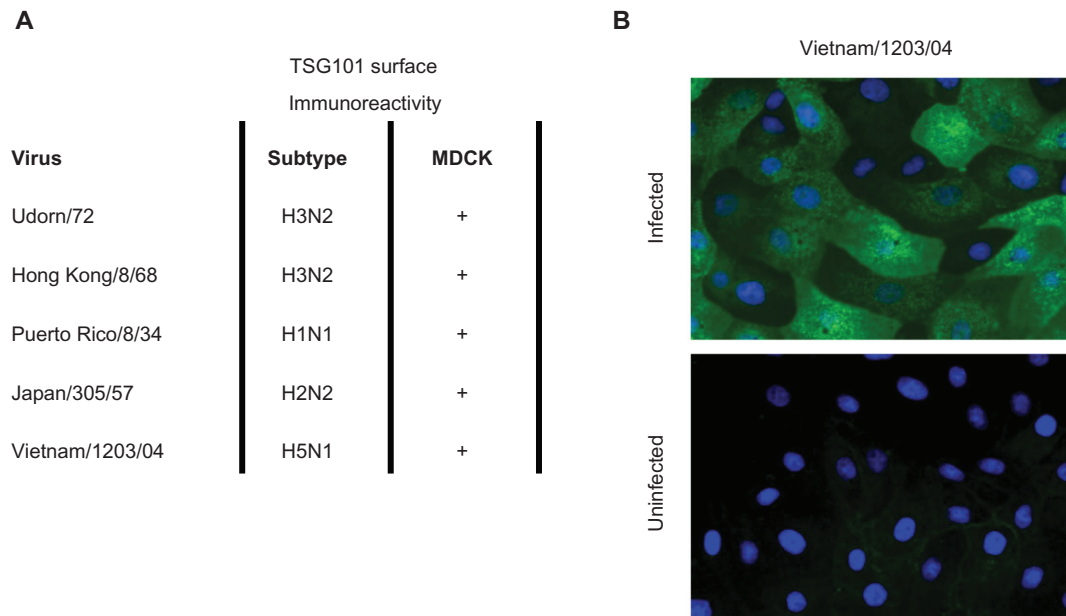 A
TSG101 surface
Immunoreactivity
Virus Subtype MDCK
Udorn/72 H3N2 +
Hong Kong/8/68 H3N2 +
Puerto Rico/8/34 H1N1 +
Japan/305/57 H2N2 +
Vietnam/1203/04 H5N1 +
B
Vietnam/1203/04
Infected
Uninfected